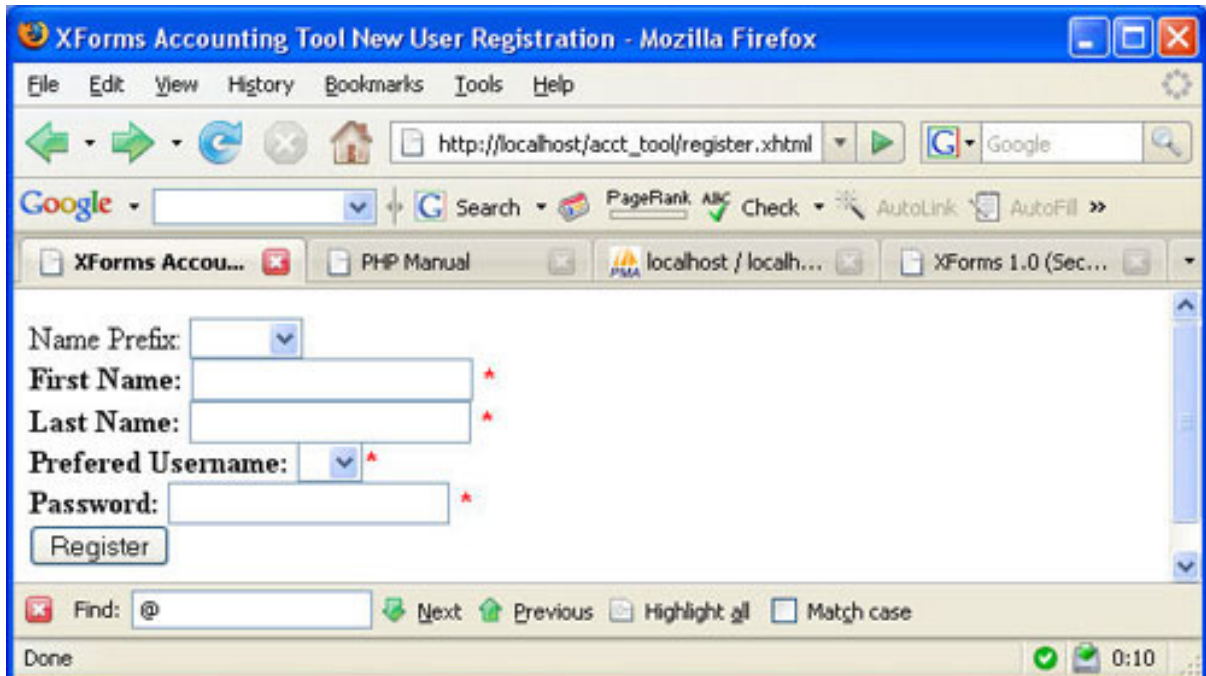 XForms Accounting Tool New User Registration - Mozilla Firefox
File Edit View History Bookmarks Tools Help
http://localhost/acct_tool/register.xhtml G Google
Google G Search PageRank ABC Check AutoLink AutoFill »
XForms Accou... PHP Manual PMA localhost / localh... XForms 1.0 (Sec...
Name Prefix:
First Name: *
Last Name: *
Prefered Username: *
Password: *
Register
Find: @ Next Previous Highlight all Match case
Done 0:10